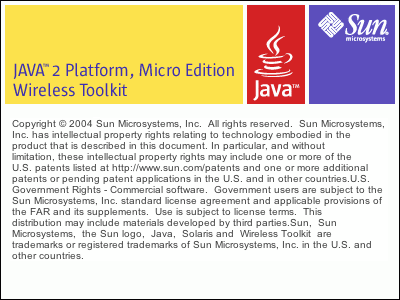 JAVA™ 2 Platform, Micro Edition
Wireless Toolkit
Java™
Sun
microsystems
Copyright © 2004 Sun Microsystems, Inc.  All rights reserved.  Sun Microsystems,
Inc. has intellectual property rights relating to technology embodied in the
product that is described in this document. In particular, and without
limitation, these intellectual property rights may include one or more of the
U.S. patents listed at http://www.sun.com/patents and one or more additional
patents or pending patent applications in the U.S. and in other countries.U.S.
Government Rights - Commercial software.  Government users are subject to the
Sun Microsystems, Inc. standard license agreement and applicable provisions of
the FAR and its supplements.  Use is subject to license terms.  This
distribution may include materials developed by third parties.Sun,  Sun
Microsystems,  the Sun logo,  Java,  Solaris and  Wireless Toolkit  are
trademarks or registered trademarks of Sun Microsystems, Inc. in the U.S. and
other countries.